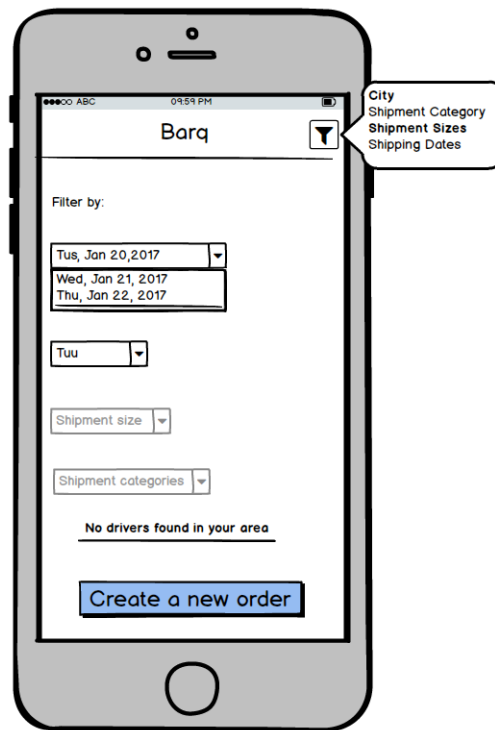 ABC 09:59 PM
Barq
City
Shipment Category
Shipment Sizes
Shipping Dates
Filter by:
Tus, Jan 20,2017
Wed, Jan 21, 2017
Thu, Jan 22, 2017
Tuu
Shipment size
Shipment categories
No drivers found in your area
Create a new order